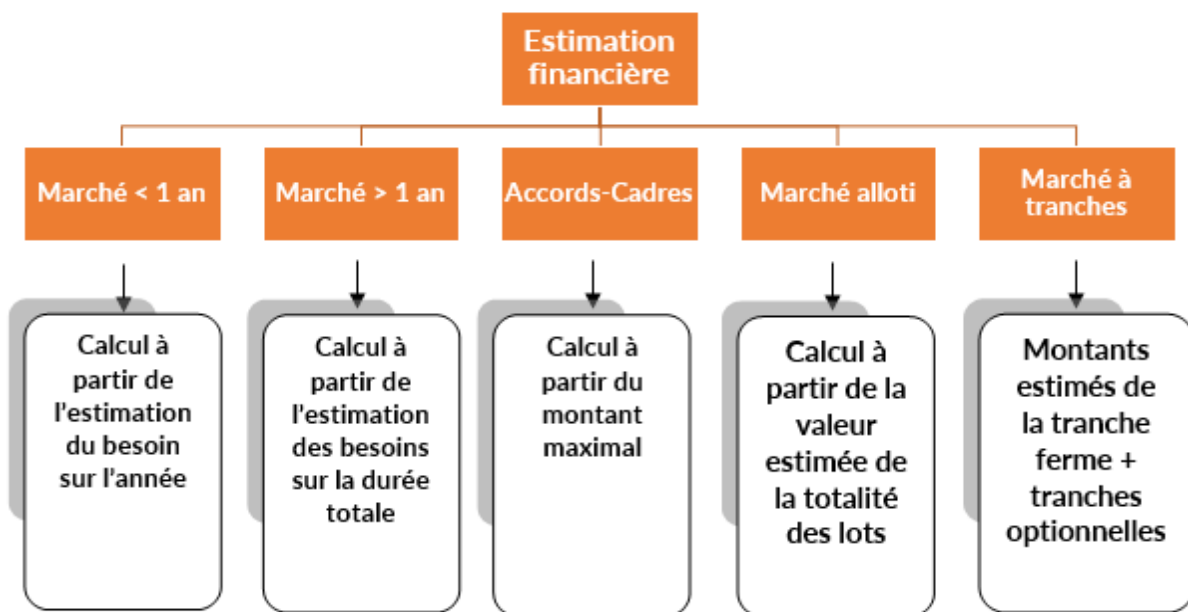 Estimation
financière
Marché < 1 an
Marché > 1 an
Accords-Cadres
Marché alloti
Marché à
tranches
Calcul à
partir de
l'estimation
du besoin
sur l'année
Calcul à
partir de
l'estimation
des besoins
sur la durée
totale
Calcul à
partir du
montant
maximal
Calcul à
partir de la
valeur
estimée de
la totalité
des lots
Montants
estimés de
la tranche
ferme +
tranches
optionnelles